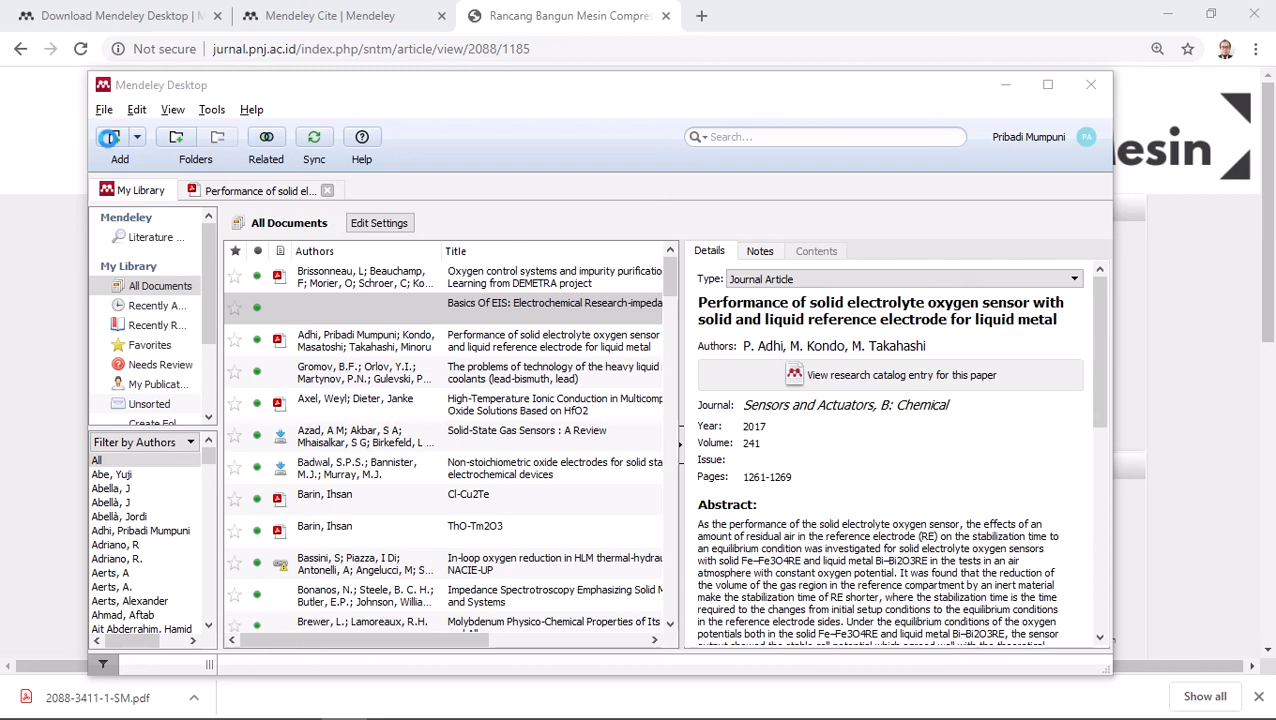 Download Mendeley Desktop |
Mendeley Cite | Mendeley
Rancang Bangun Mesin Compres
Not secure
jurnal.pnj.ac.id/index.php/sntm/article/view/2088/1185
mesin
Mendeley Desktop
File Edit View Tools Help
Search...
Pribadi Mumpuni PA
Add Folders Related Sync Help
My Library
Performance of solid el...
Mendeley
Literature ...
My Library
All Documents
Recently A...
Recently R...
Favorites
Needs Review
My Publicat...
Unsorted
Create Fol
Filter by Authors
All
Abe, Yuji
Abella, J
Abellà, J
Abellà, Jordi
Adhi, Pribadi Mumpuni
Adriano, R
Adriano, R.
Aerts, A
Aerts, A.
Aerts, Alexander
Ahmad, Aftab
Ait Abderrahim, Hamid
All Documents
Edit Settings
Authors Title
Brissonneau, L; Beauchamp,
F; Morier, O; Schroer, C; Ko...
Oxygen control systems and impurity purificatio
Learning from DEMETRA project
Basics Of EIS: Electrochemical Research-impeda
Adhi, Pribadi Mumpuni; Kondo,
Masatoshi; Takahashi, Minoru
Performance of solid electrolyte oxygen sensor
and liquid reference electrode for liquid metal
Gromov, B.F.; Orlov, Y.I.;
Martynov, P.N.; Gulevski, P...
The problems of technology of the heavy liquid
coolants (lead-bismuth, lead)
Axel, Weyl; Dieter, Janke
High-Temperature Ionic Conduction in Multicomp
Oxide Solutions Based on HfO2
Azad, A M; Akbar, S A;
Mhaisalkar, S G; Birkefeld, L ...
Solid-State Gas Sensors : A Review
Badwal, S.P.S.; Bannister,
M.J.; Murray, M.J.
Non-stoichiometric oxide electrodes for solid sta
electrochemical devices
Barin, Ihsan
Cl-Cu2Te
Barin, Ihsan
ThO-Tm2O3
Bassini, S; Piazza, I Di;
Antonelli, A; Angelucci, M; S...
In-loop oxygen reduction in HLM thermal-hydrau
NACIE-UP
Bonanos, N; Steele, B. C. H.;
Butler, E.P.; Johnson, Willia...
Impedance Spectrotroscopy Emphasizing Solid M
and Systems
Brewer, L.; Lamoreaux, R.H.
Molybdenum Physico-Chemical Properties of Its
Details Notes Contents
Type: Journal Article
Performance of solid electrolyte oxygen sensor with
solid and liquid reference electrode for liquid metal
Authors: P. Adhi, M. Kondo, M. Takahashi
View research catalog entry for this paper
Journal: Sensors and Actuators, B: Chemical
Year: 2017
Volume: 241
Issue:
Pages: 1261-1269
Abstract:
As the performance of the solid electrolyte oxygen sensor, the effects of an
amount of residual air in the reference electrode (RE) on the stabilization time to
an equilibrium condition was investigated for solid electrolyte oxygen sensors
with solid Fe–Fe3O4RE and liquid metal Bi–Bi2O3RE in the tests in air
atmosphere with constant oxygen potential. It was found that the reduction of
the volume of the gas region in the reference compartment by an inert material
make the stabilization time of RE shorter, where the stabilization time is the time
required to the changes from initial setup conditions to the equilibrium conditions
in the reference electrode sides. Under the equilibrium conditions of the oxygen
potentials both in the solid Fe–Fe3O4RE and liquid metal Bi–Bi2O3RE, the sensor
2088-3411-1-SM.pdf
Show all